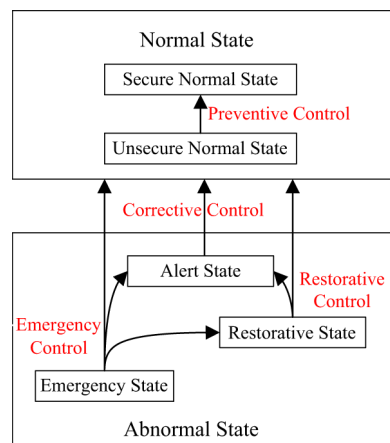 Normal State
Secure Normal State
Preventive Control
Unsecure Normal State
Corrective Control
Alert State
Restorative
Control
Emergency
Control
Restorative State
Emergency State
Abnormal State